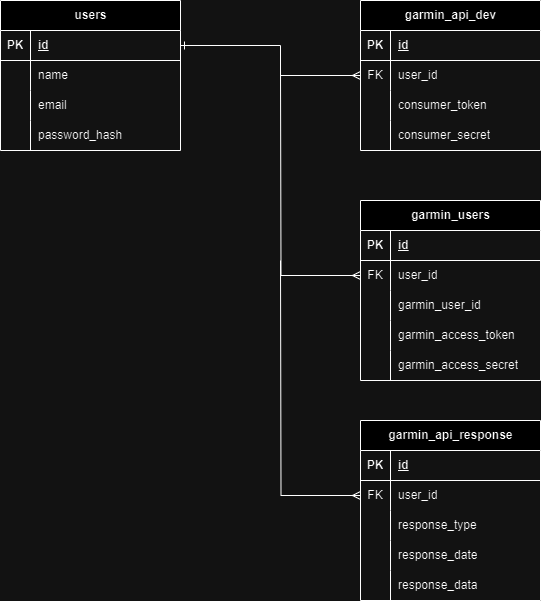 users
PK id
name
email
password_hash
garmin_api_dev
PK id
FK user_id
consumer_token
consumer_secret
garmin_users
PK id
FK user_id
garmin_user_id
garmin_access_token
garmin_access_secret
garmin_api_response
PK id
FK user_id
response_type
response_date
response_data